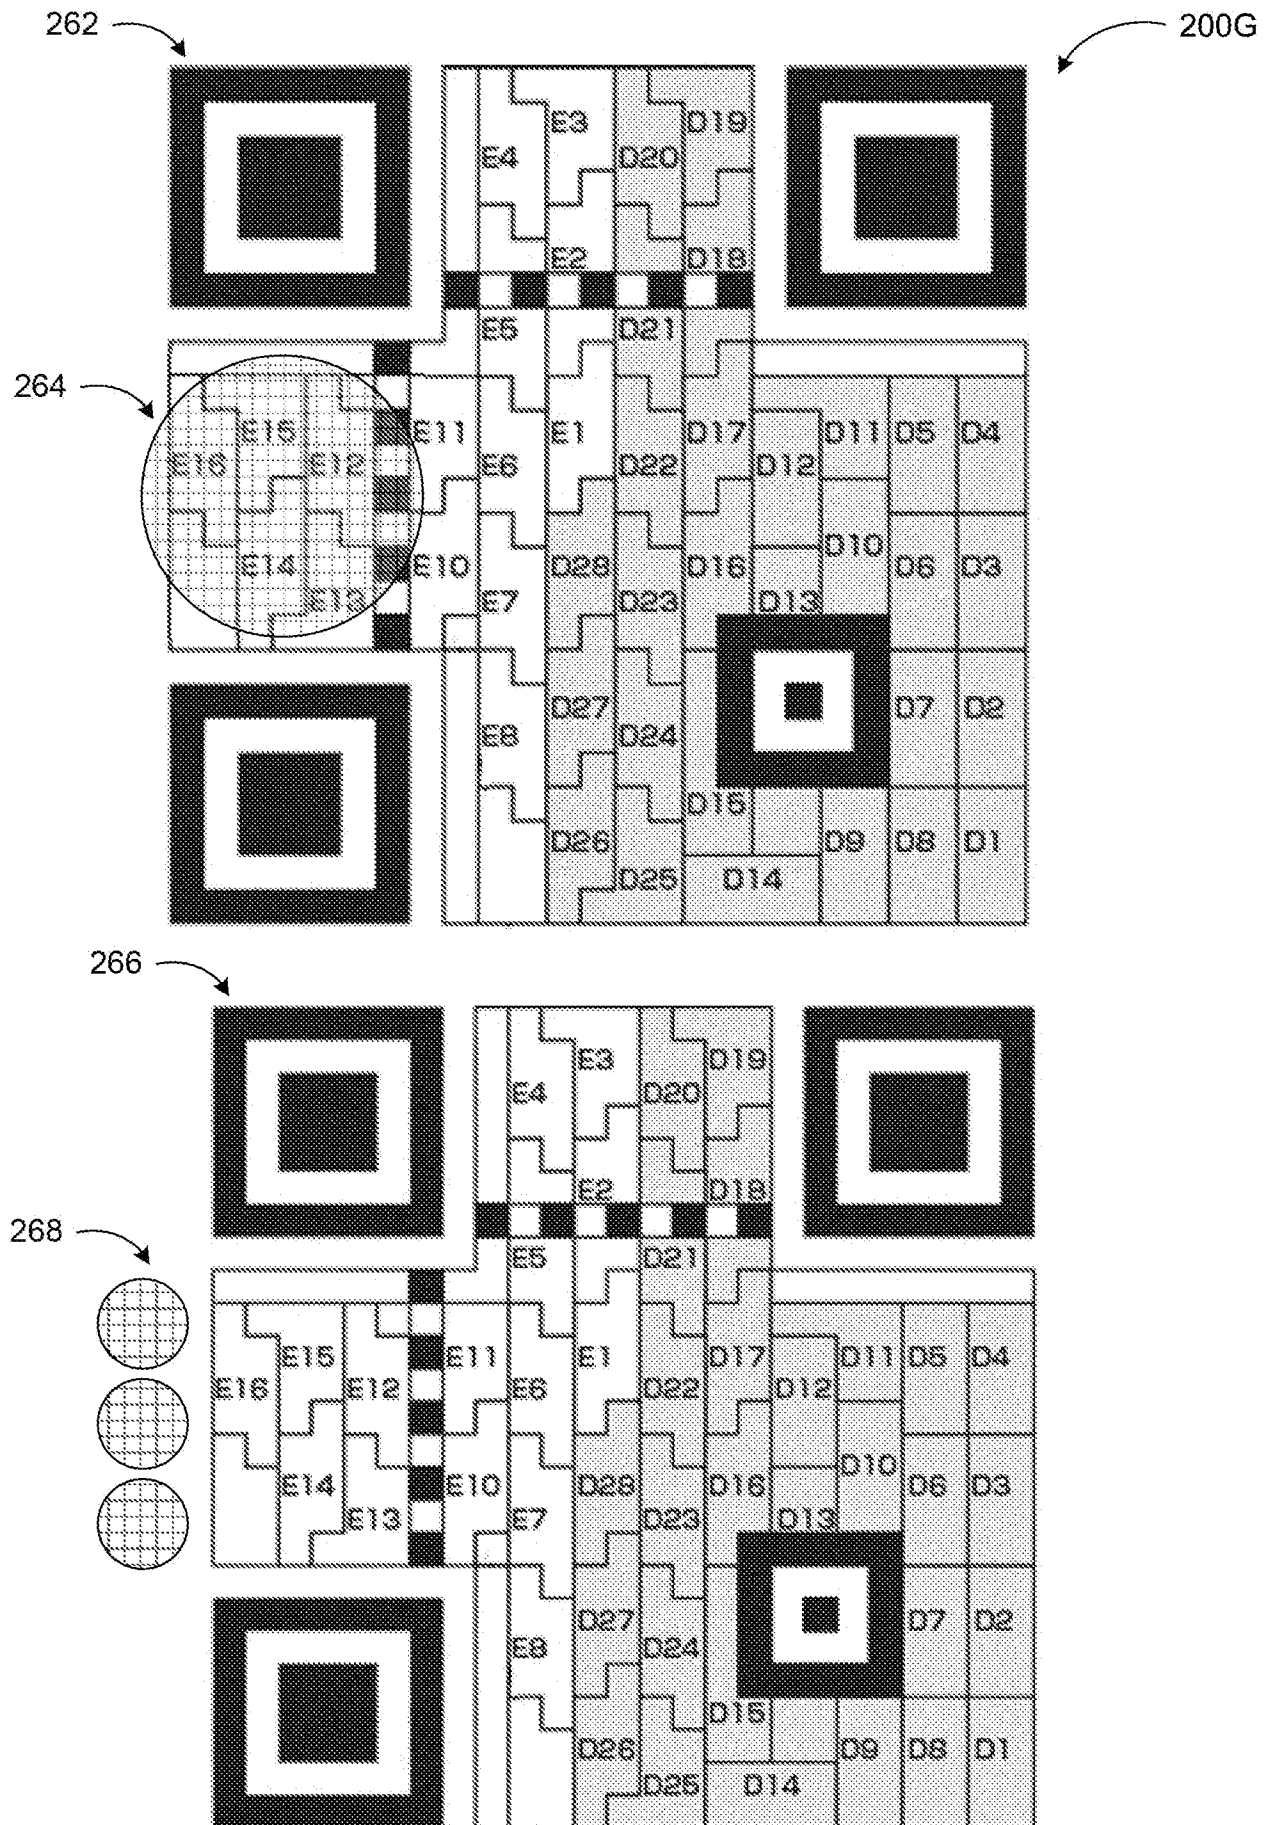 262
200G
E3 D19
E4 D20
E2 D18
E5 D21
264
E15 E11 E1 D17 D11 D5 D4
E16 E12 E6 D22 D12
E14 E10 D28 D16 D10 D6 D3
E13 E7 D23 D13
D27 D7 D2
E8 D24
D15
D26 D9 D8 D1
D25 D14
266
E3 D19
E4 D20
E2 D18
268
E5 D21
E15 E11 E1 D17 D11 D5 D4
E16 E12 E6 D22 D12
E14 E10 D28 D16 D10 D6 D3
E13 E7 D23 D13
D27 D7 D2
E8 D24
D15
D26 D9 D8 D1
D25 D14